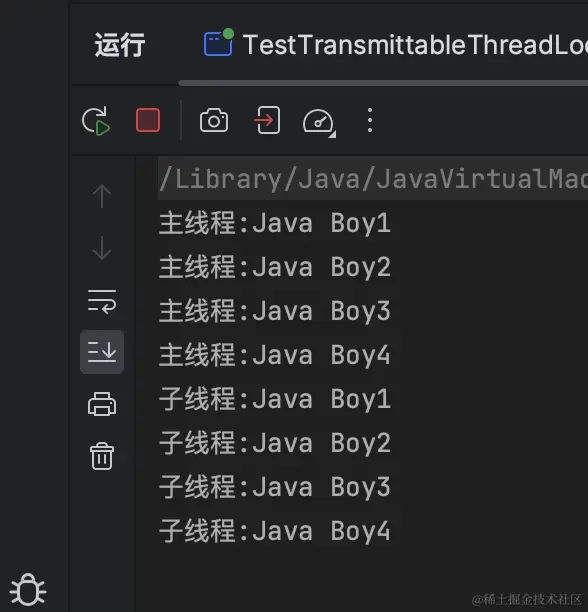 运行
TestTransmittableThreadLoc
/Library/Java/JavaVirtualMac
主线程:Java Boy1
主线程:Java Boy2
主线程:Java Boy3
主线程:Java Boy4
子线程:Java Boy1
子线程:Java Boy2
子线程:Java Boy3
子线程:Java Boy4
@稀土掘金技术社区